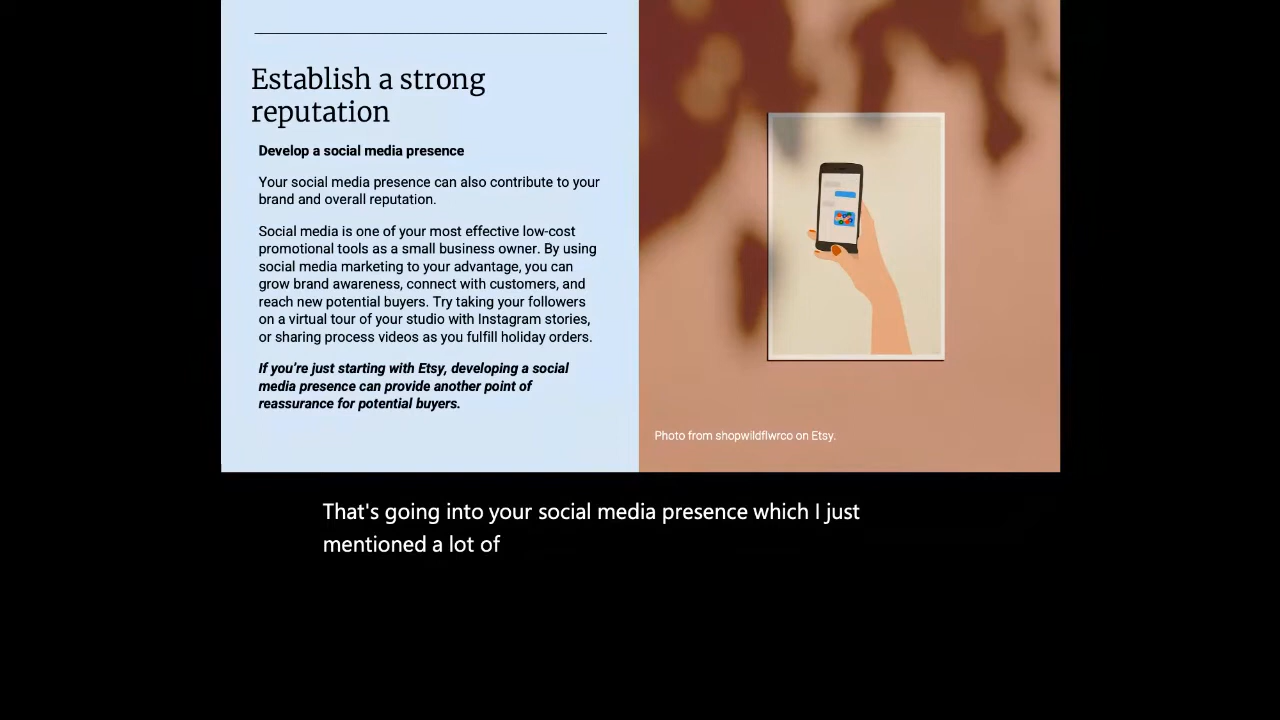 Establish a strong
reputation
Develop a social media presence
Your social media presence can also contribute to your
brand and overall reputation.
Social media is one of your most effective low-cost
promotional tools as a small business owner. By using
social media marketing to your advantage, you can
grow brand awareness, connect with customers, and
reach new potential buyers. Try taking your followers
on a virtual tour of your studio with Instagram stories,
or sharing process videos as you fulfill holiday orders.
If you're just starting with Etsy, developing a social
media presence can provide another point of
reassurance for potential buyers.
Photo from shopwildflwrco on Etsy.
That's going into your social media presence which I just
mentioned a lot of